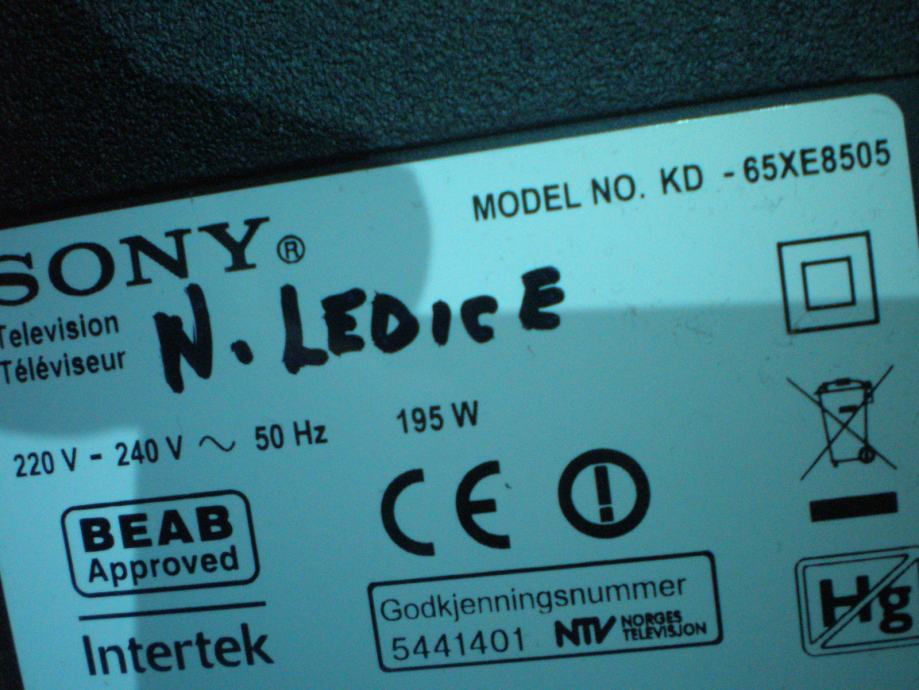 MODEL NO. KD - 65XE8505
SONY®
Television
Téléviseur
N. LEDICE
220 V - 240 V ~ 50 Hz 195 W
BEAB
Approved
Intertek
CE
Godkjenningsnummer
5441401 NTV NORGES TELEVISJON
Hg